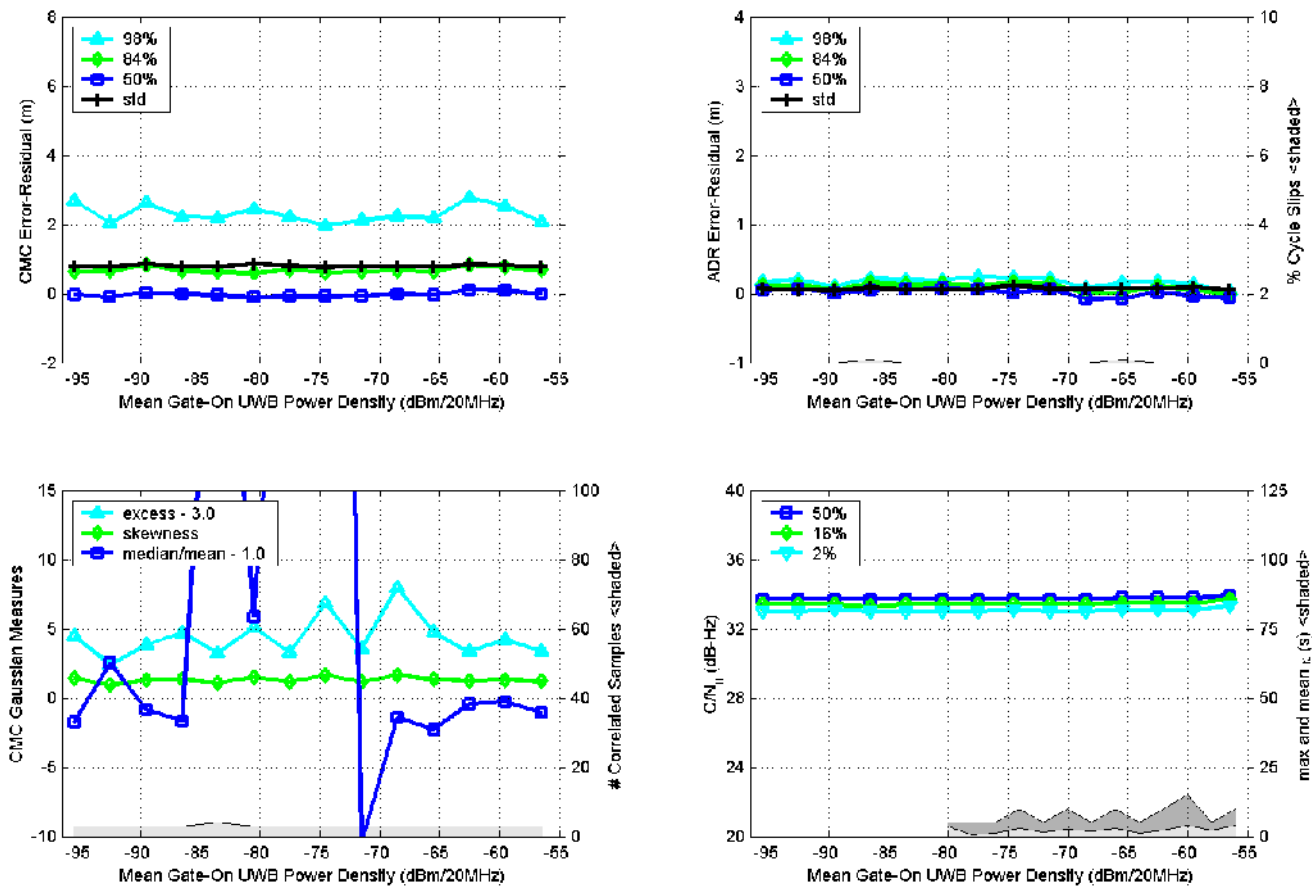 8
6
4
2
0
-2
CMC Error-Residual (m)
98%
84%
50%
std
-95 -90 -85 -80 -75 -70 -65 -60 -55
Mean Gate-On UWB Power Density (dBm/20MHz)
4
3
2
1
0
-1
ADR Error-Residual (m)
98%
84%
50%
std
10
8
6
4
2
0
% Cycle Slips <shaded>
-95 -90 -85 -80 -75 -70 -65 -60 -55
Mean Gate-On UWB Power Density (dBm/20MHz)
15
10
5
0
-5
-10
CMC Gaussian Measures
excess - 3.0
skewness
median/mean - 1.0
100
80
60
40
20
0
# Correlated Samples <shaded>
-95 -90 -85 -80 -75 -70 -65 -60 -55
Mean Gate-On UWB Power Density (dBm/20MHz)
40
36
32
28
24
20
(dB-Hz)
50%
16%
2%
125
100
75
50
25
0
max and mean (s) <shaded>
-95 -90 -85 -80 -75 -70 -65 -60 -55
Mean Gate-On UWB Power Density (dBm/20MHz)